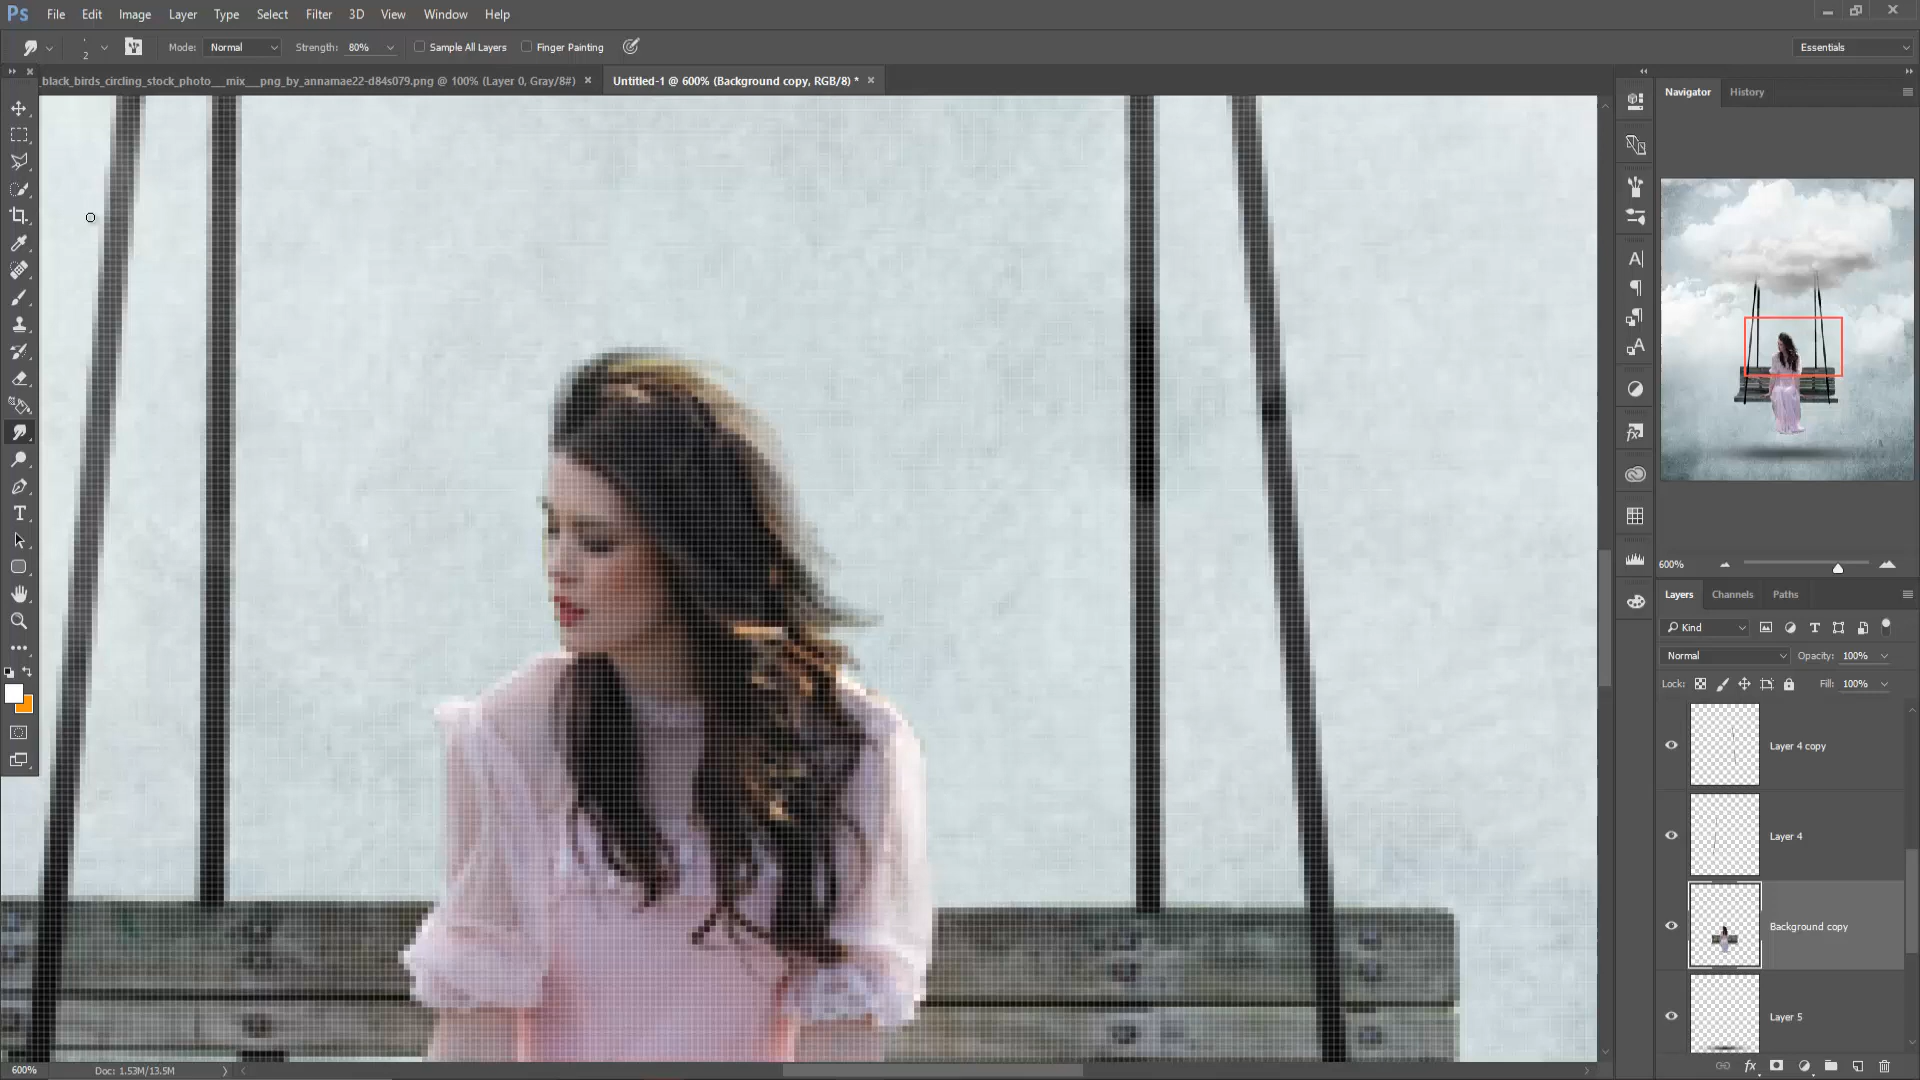 Ps File Edit Image Layer Type Select Filter 3D View Window Help
2 Mode: Normal Strength: 80% Sample All Layers Finger Painting Essentials
_black_birds_circling_stock_photo__mix__png_by_annamae22-d84s079.png @ 100% (Layer 0, Gray/8#) × Untitled-1 @ 600% (Background copy, RGB/8) * ×
Navigator History
600%
Layers Channels Paths
Kind
Normal Opacity: 100%
Lock: Fill: 100%
Layer 4 copy
Layer 4
Background copy
Layer 5
600% Doc: 1.53M/13.5M